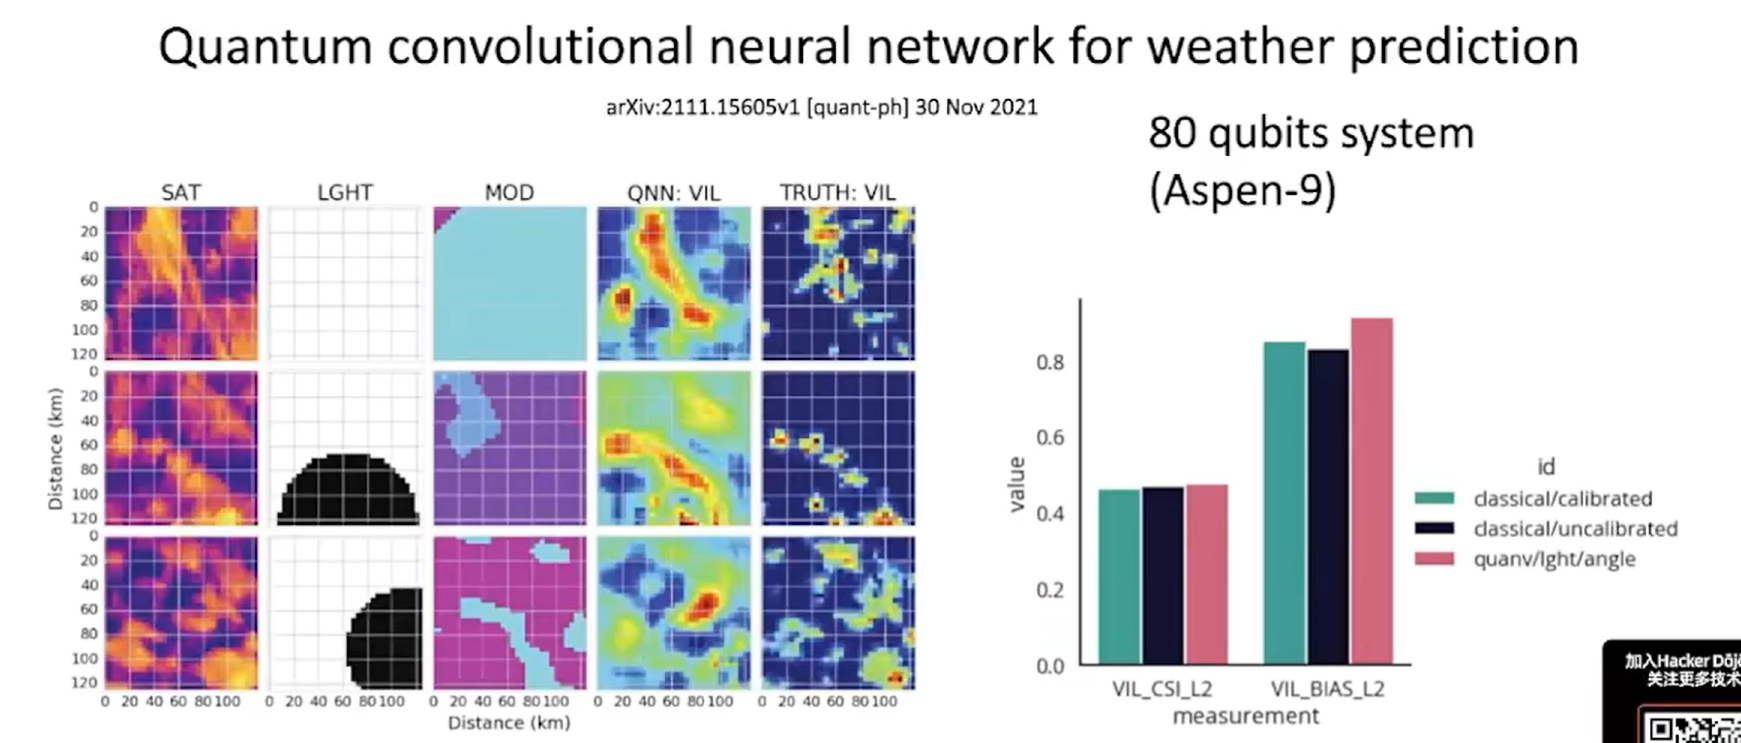 Quantum convolutional neural network for weather prediction
arXiv:2111.15605v1 [quant-ph] 30 Nov 2021
80 qubits system
(Aspen-9)
SAT LGHT MOD QNN: VIL TRUTH: VIL
0
20
40
60
80
100
120
0
20
40
60
80
100
120
0
20
40
60
80
100
120
Distance (km)
0 20 40 60 80 100 0 20 40 60 80 100 0 20 40 60 80 100 0 20 40 60 80 100 0 20 40 60 80 100
Distance (km)
0.8
0.6
0.4
0.2
0.0
value
VIL_CSI_L2 VIL_BIAS_L2
measurement
id
classical/calibrated
classical/uncalibrated
quanv/lght/angle
加入Hacker Dōj
关注更多技术